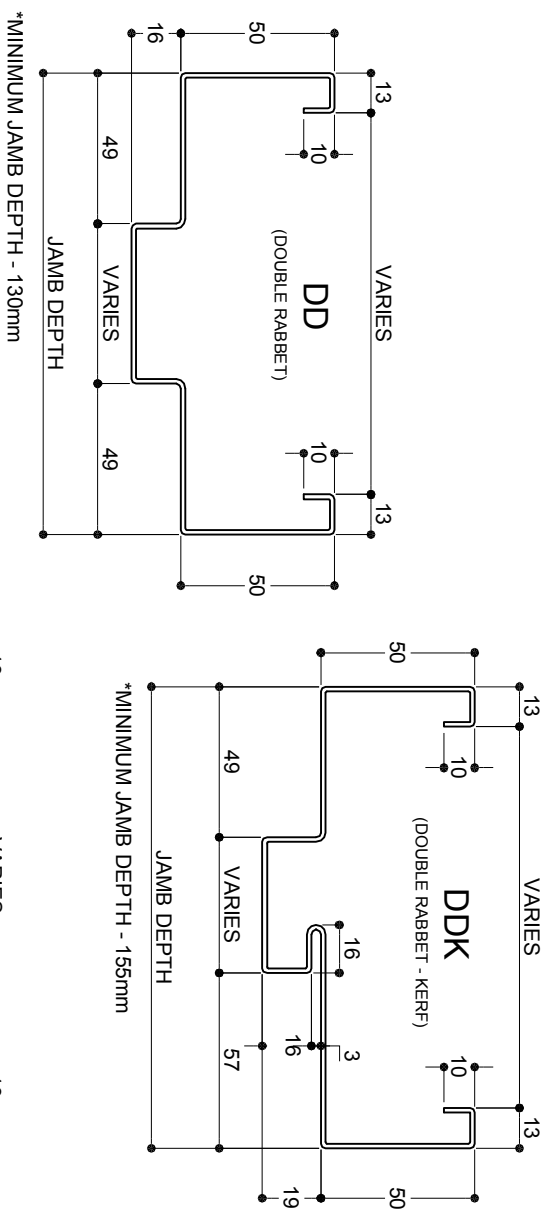 13 VARIES 13
50 10 10
DD
(DOUBLE RABBET)
16 50
49 VARIES 49
JAMB DEPTH
*MINIMUM JAMB DEPTH - 130mm
13 VARIES 13
50 10 10
DDK
(DOUBLE RABBET - KERF)
50
16
3
16 19
49 VARIES 57
JAMB DEPTH
*MINIMUM JAMB DEPTH - 155mm